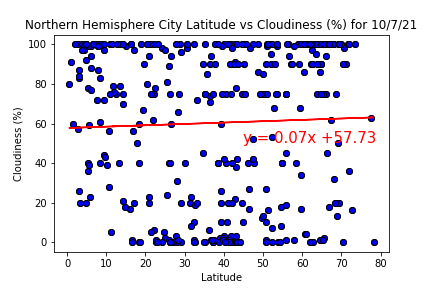 Northern Hemisphere City Latitude vs Cloudiness (%) for 10/7/21
100
80
60
40
20
0
Cloudiness (%)
y = 0.07x +57.73
0 10 20 30 40 50 60 70 80
Latitude